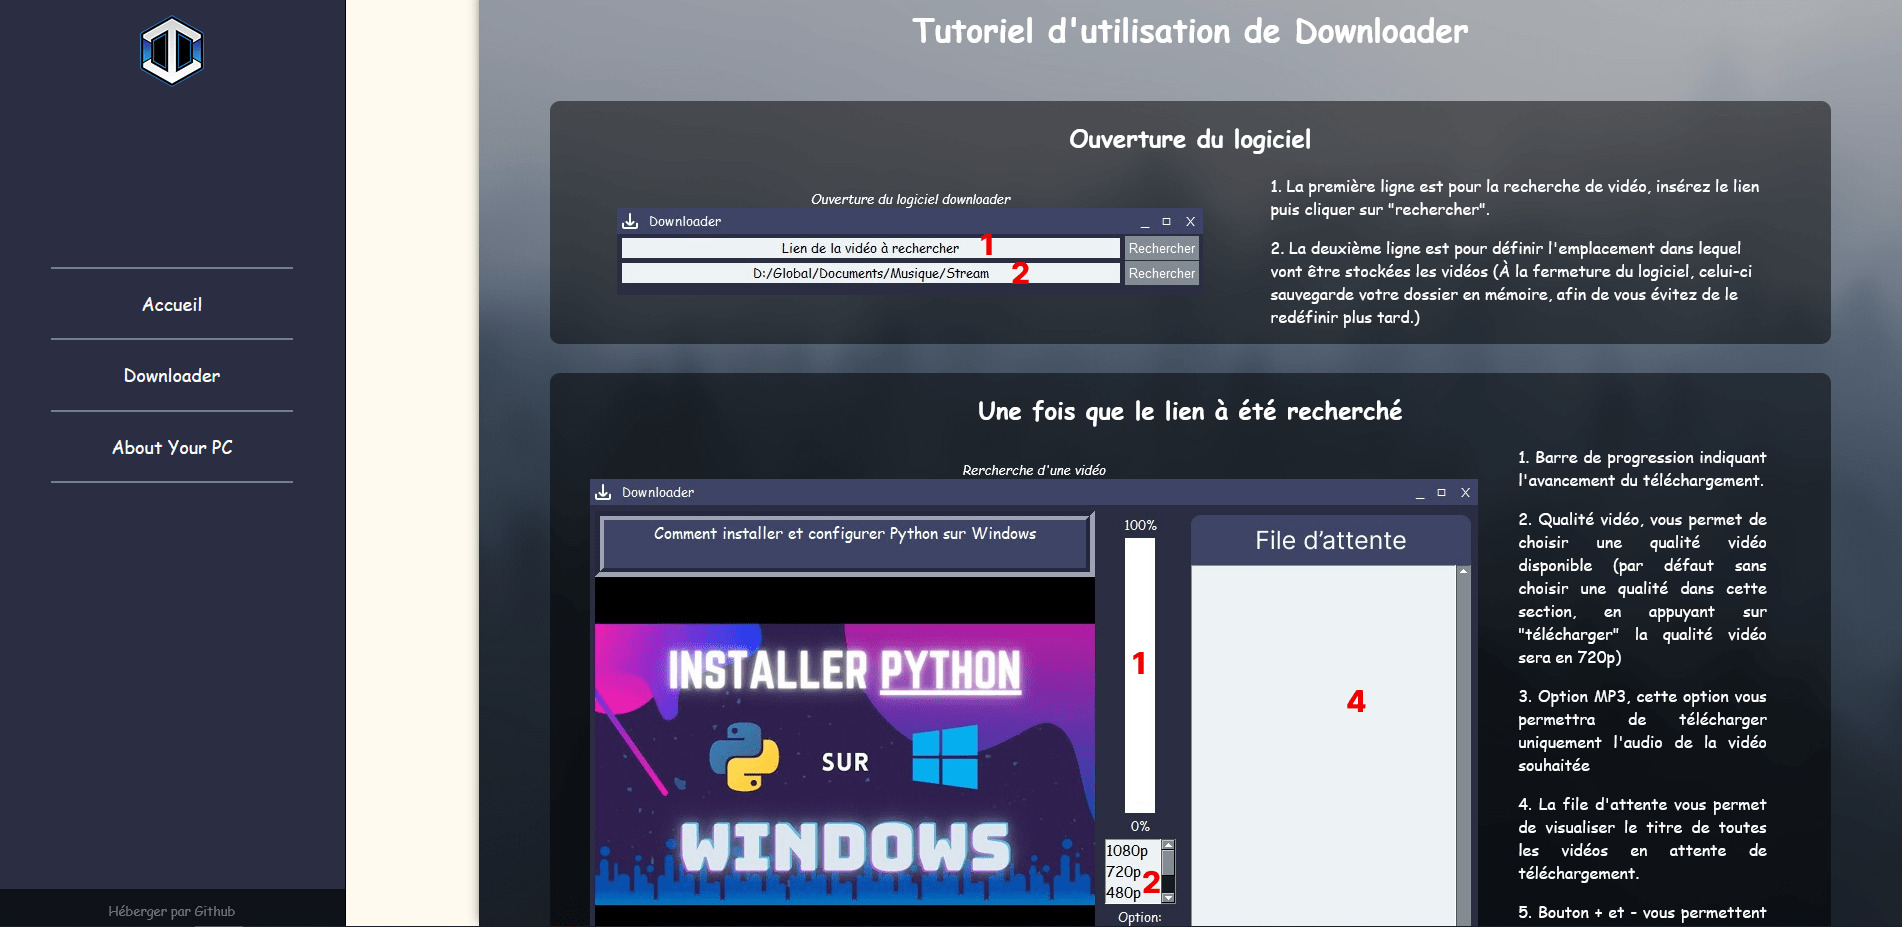 Tutoriel d'utilisation de Downloader
Accueil
Downloader
About Your PC
Héberger par Github
Ouverture du logiciel
Ouverture du logiciel downloader
Downloader
_ □ X
Lien de la vidéo à rechercher 1 Rechercher
D:/Global/Documents/Musique/Stream 2 Rechercher
1. La première ligne est pour la recherche de vidéo, insérez le lien
puis cliquer sur "rechercher".
2. La deuxième ligne est pour définir l'emplacement dans lequel
vont être stockées les vidéos (À la fermeture du logiciel, celui-ci
sauvegarde votre dossier en mémoire, afin de vous évitez de le
redéfinir plus tard.)
Une fois que le lien à été recherché
Rercherche d'une vidéo
Downloader
_ □ X
Comment installer et configurer Python sur Windows
INSTALLER PYTHON
SUR
WINDOWS
100%
1
0%
1080p
720p
480p 2
Option:
File d'attente
4
1. Barre de progression indiquant
l'avancement du téléchargement.
2. Qualité vidéo, vous permet de
choisir une qualité vidéo
disponible (par défaut sans
choisir une qualité dans cette
section, en appuyant sur
"télécharger" la qualité vidéo
sera en 720p)
3. Option MP3, cette option vous
permettra de télécharger
uniquement l'audio de la vidéo
souhaitée
4. La file d'attente vous permet
de visualiser le titre de toutes
les vidéos en attente de
téléchargement.
5. Bouton + et - vous permettent